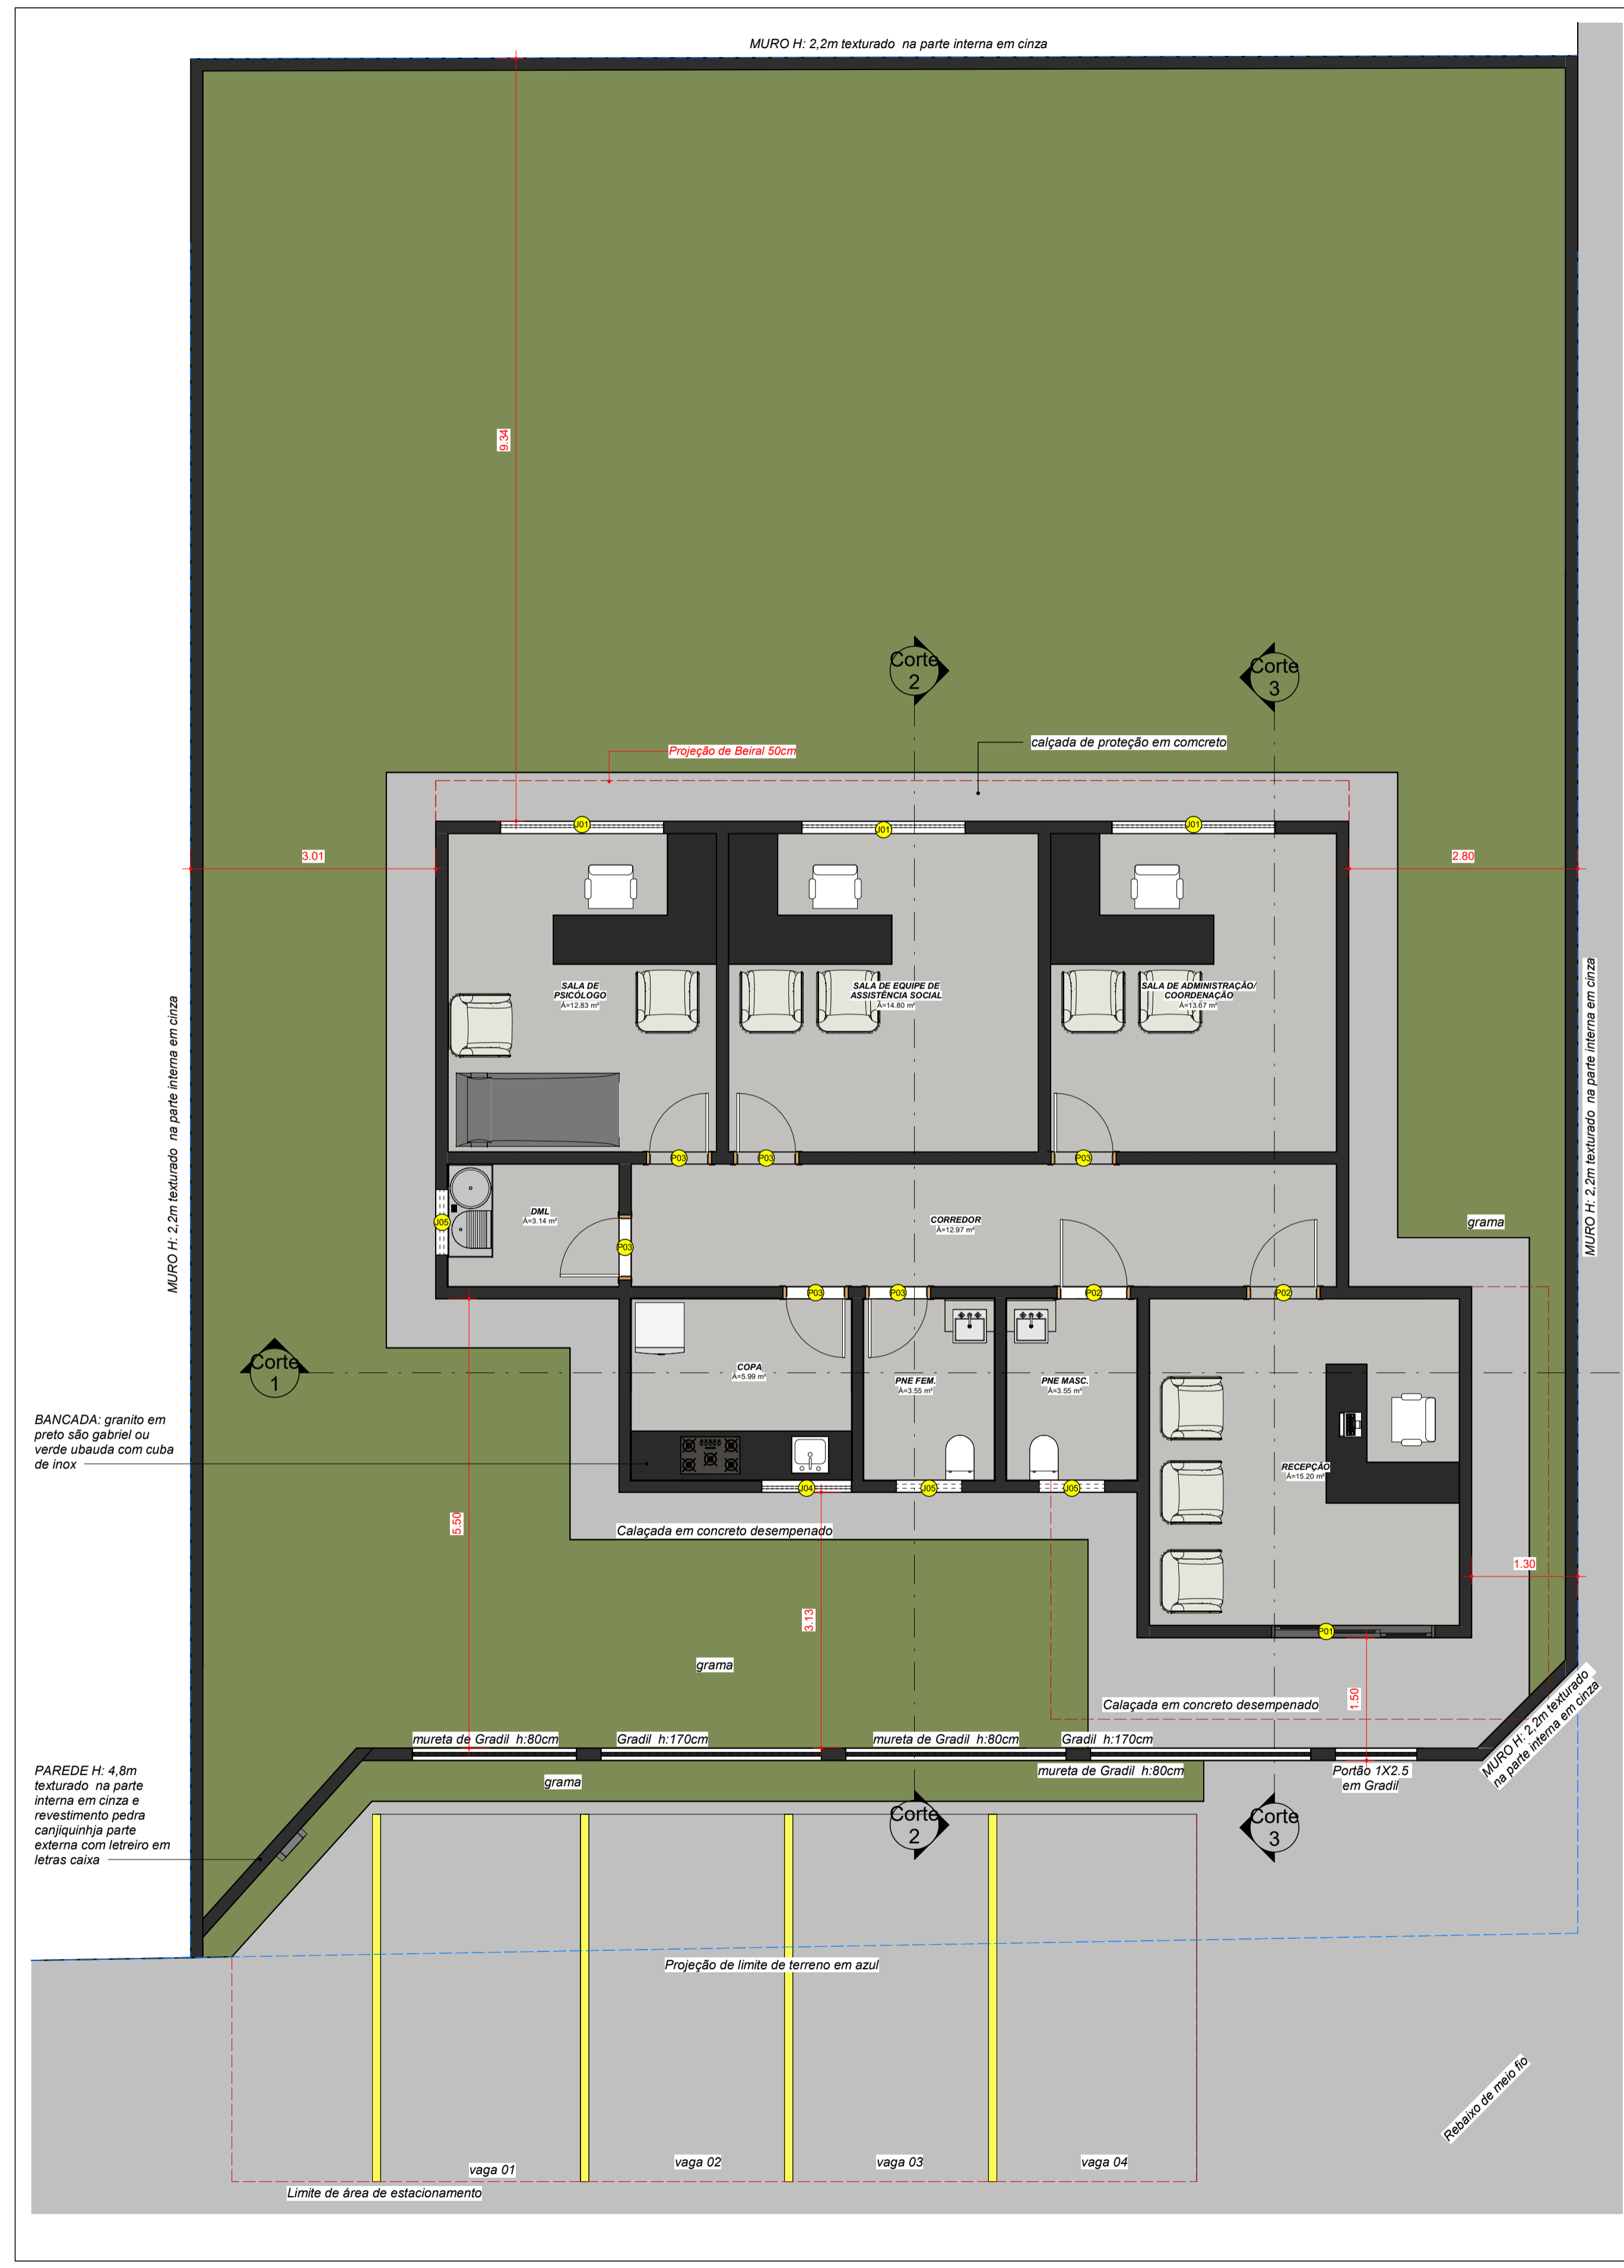 MURO H: 2,2m texturado na parte interna em cinza
9.34
Corte
2
Corte
3
Projeção de Beiral 50cm
calçada de proteção em comcreto
J01
J01
J01
3.01
2.80
SALA DE
PSICÓLOGO
Á=12.83 m²
SALA DE EQUIPE DE
ASSISTÊNCIA SOCIAL
Á=14.80 m²
SALA DE ADMINISTRAÇÃO/
COORDENAÇÃO
Á=13.67 m²
MURO H: 2,2m texturado na parte interna em cinza
MURO H: 2,2m texturado na parte interna em cinza
P03
P03
P03
J05
DML
Á=3.14 m²
P03
CORREDOR
Á=12.97 m²
grama
P03
P03
P02
P02
Corte
1
COPA
Á=5.99 m²
PNE FEM.
Á=3.55 m²
PNE MASC.
Á=3.55 m²
BANCADA: granito em
preto são gabriel ou
verde ubauda com cuba
de inox
RECEPÇÃO
Á=15.20 m²
J04
J05
J05
5.50
Calaçada em concreto desempenado
1.30
3.13
P01
grama
1.50
Calaçada em concreto desempenado
MURO H: 2,2m texturado
na parte interna em cinza
mureta de Gradil h:80cm
Gradil h:170cm
mureta de Gradil h:80cm
Gradil h:170cm
mureta de Gradil h:80cm
Portão 1X2.5
em Gradil
grama
PAREDE H: 4,8m
texturado na parte
interna em cinza e
revestimento pedra
canjiquinhja parte
externa com letreiro em
letras caixa
Corte
2
Corte
3
Projeção de limite de terreno em azul
Rebaixo de meio fio
vaga 01
vaga 02
vaga 03
vaga 04
Limite de área de estacionamento